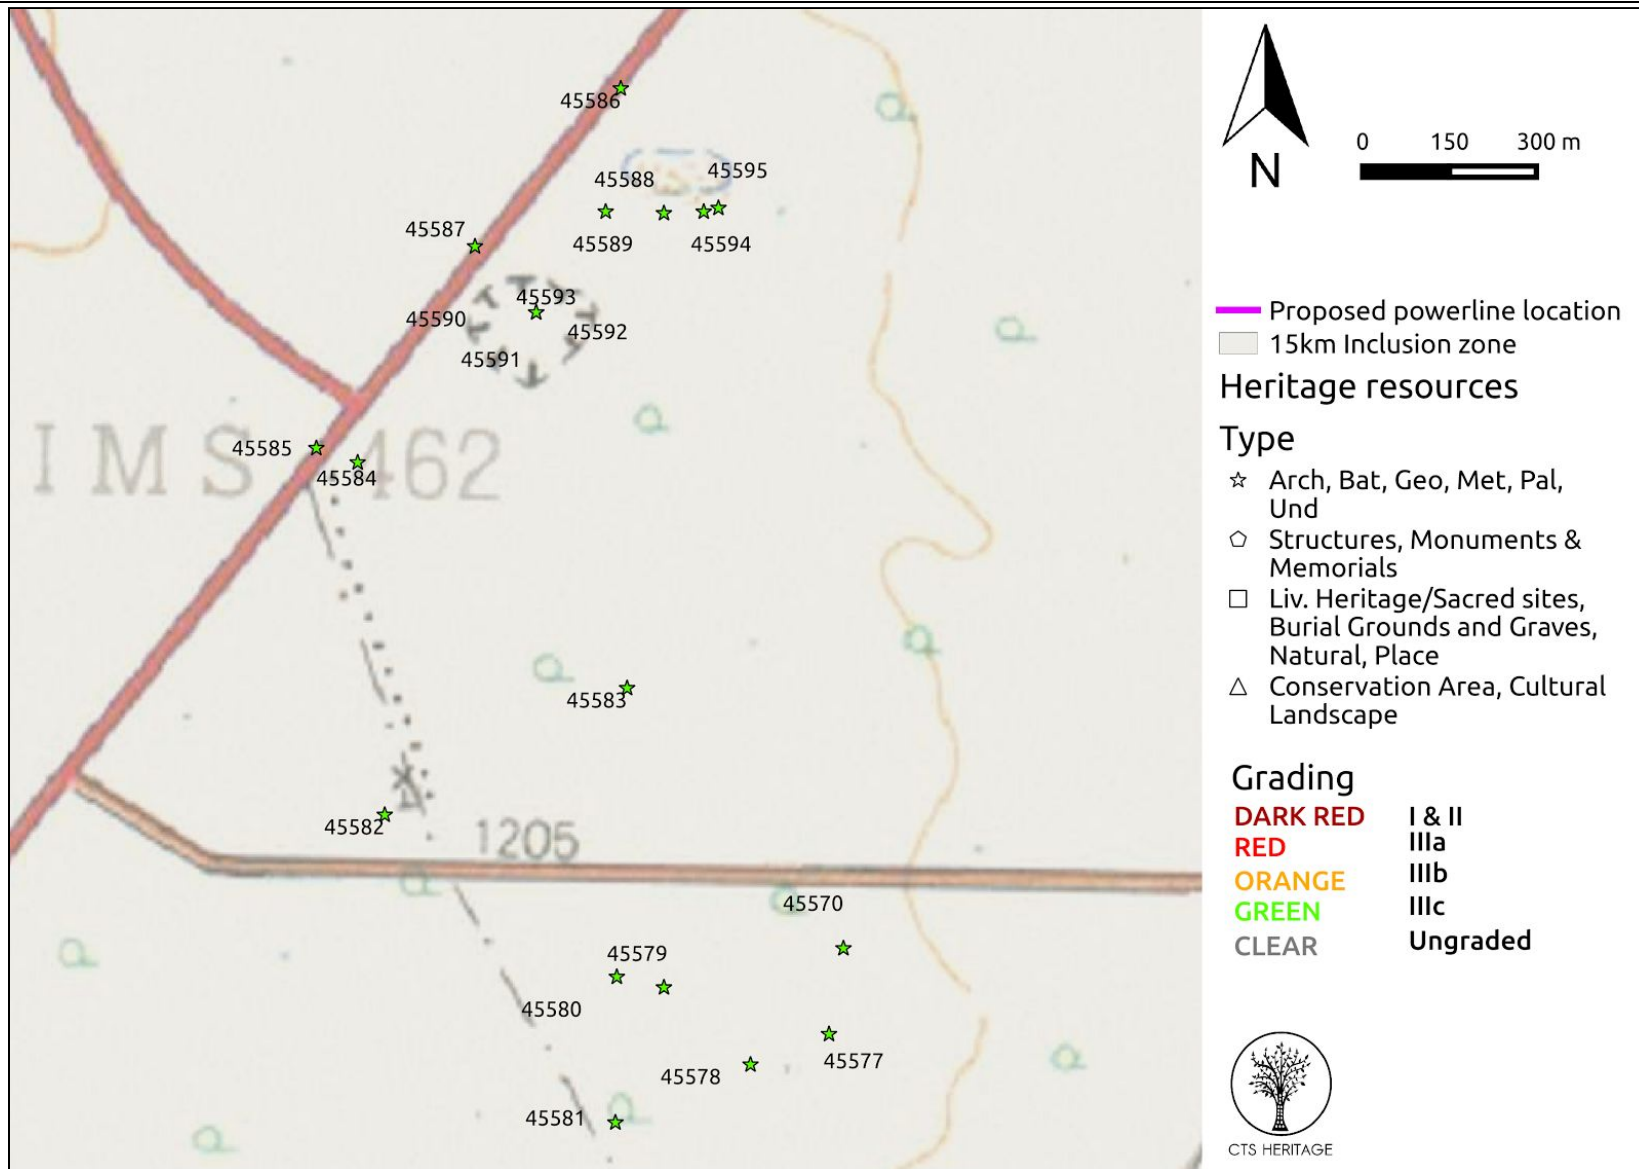 45586
45595
45588
45587
45589
45594
45593
45590
45592
45591
45585
I M S 462
45584
45583
45582
1205
45570
45579
45580
45577
45578
45581
N
0 150 300 m
Proposed powerline location
15km Inclusion zone
Heritage resources
Type
Arch, Bat, Geo, Met, Pal,
Und
Structures, Monuments &
Memorials
Liv. Heritage/Sacred sites,
Burial Grounds and Graves,
Natural, Place
Conservation Area, Cultural
Landscape
Grading
DARK RED I & II
RED IIIa
ORANGE IIIb
GREEN IIIc
CLEAR Ungraded
CTS HERITAGE